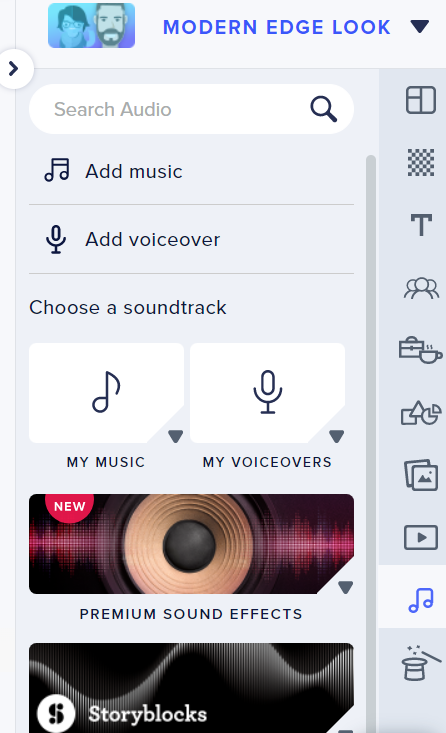 MODERN EDGE LOOK
Search Audio
Add music
Add voiceover
Choose a soundtrack
MY MUSIC
MY VOICEOVERS
NEW
PREMIUM SOUND EFFECTS
Storyblocks